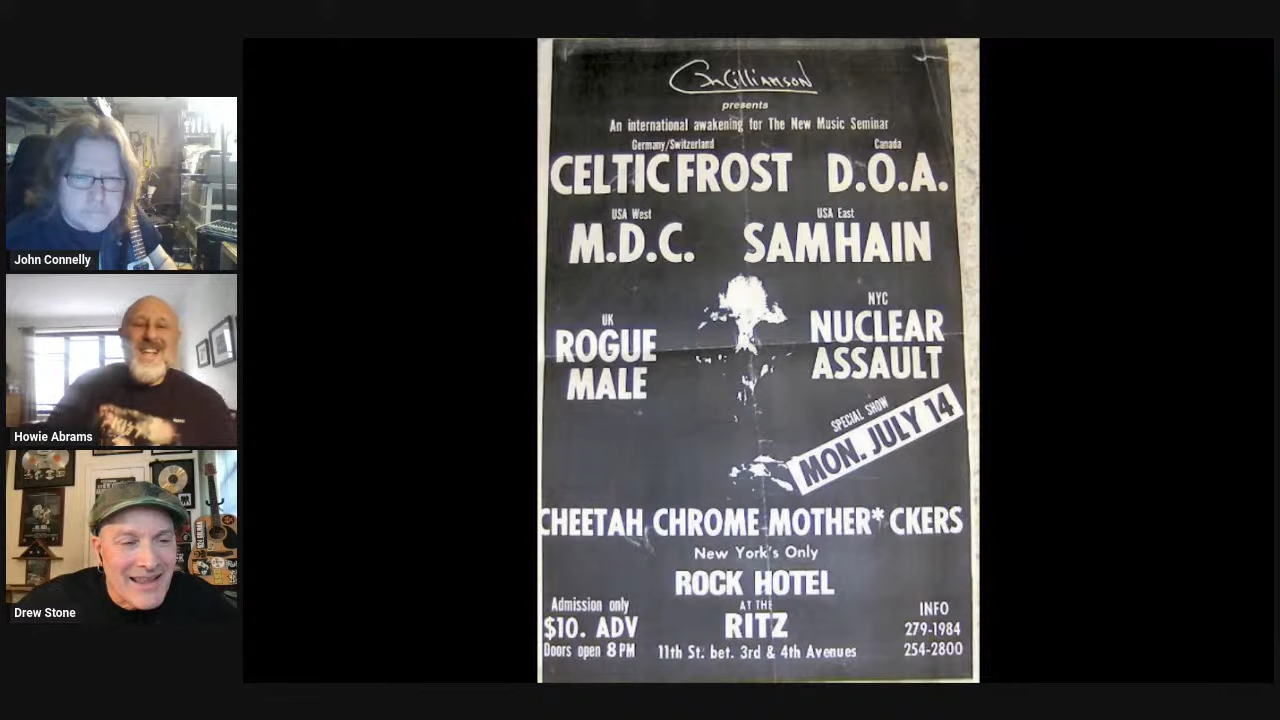 John Connelly
Howie Abrams
Drew Stone
Williamson
presents
An international awakening for The New Music Seminar
Germany/Switzerland
Canada
CELTIC FROST
D.O.A.
USA West
USA East
M.D.C.
SAMHAIN
UK
ROGUE
MALE
NYC
NUCLEAR
ASSAULT
SPECIAL SHOW
MON. JULY 14
CHEETAH CHROME MOTHER* CKERS
New York's Only
ROCK HOTEL
AT THE
RITZ
11th St. bet. 3rd & 4th Avenues
Admission only
$10. ADV
Doors open 8 PM
INFO
279-1984
254-2800